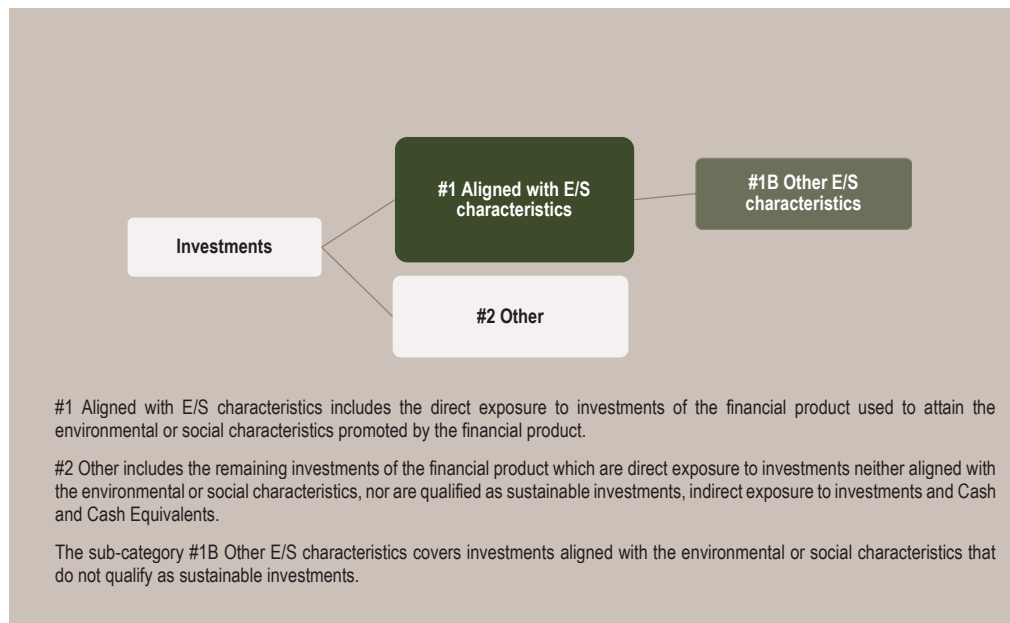 #1 Aligned with E/S
characteristics
#1B Other E/S
characteristics
Investments
#2 Other
#1 Aligned with E/S characteristics includes the direct exposure to investments of the financial product used to attain the
environmental or social characteristics promoted by the financial product.
#2 Other includes the remaining investments of the financial product which are direct exposure to investments neither aligned with
the environmental or social characteristics, nor are qualified as sustainable investments, indirect exposure to investments and Cash
and Cash Equivalents.
The sub-category #1B Other E/S characteristics covers investments aligned with the environmental or social characteristics that
do not qualify as sustainable investments.